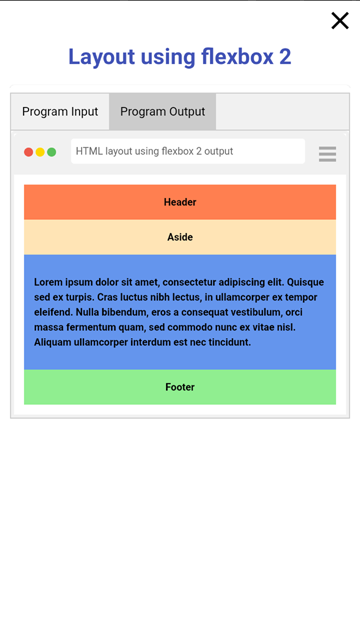 Layout using flexbox 2
Program Input
Program Output
HTML layout using flexbox 2 output
Header
Aside
Lorem ipsum dolor sit amet, consectetur adipiscing elit. Quisque
sed ex turpis. Cras luctus nibh lectus, in ullamcorper ex tempor
eleifend. Nulla bibendum, eros a consequat vestibulum, orci
massa fermentum quam, sed commodo nunc ex vitae nisl.
Aliquam ullamcorper interdum est nec tincidunt.
Footer